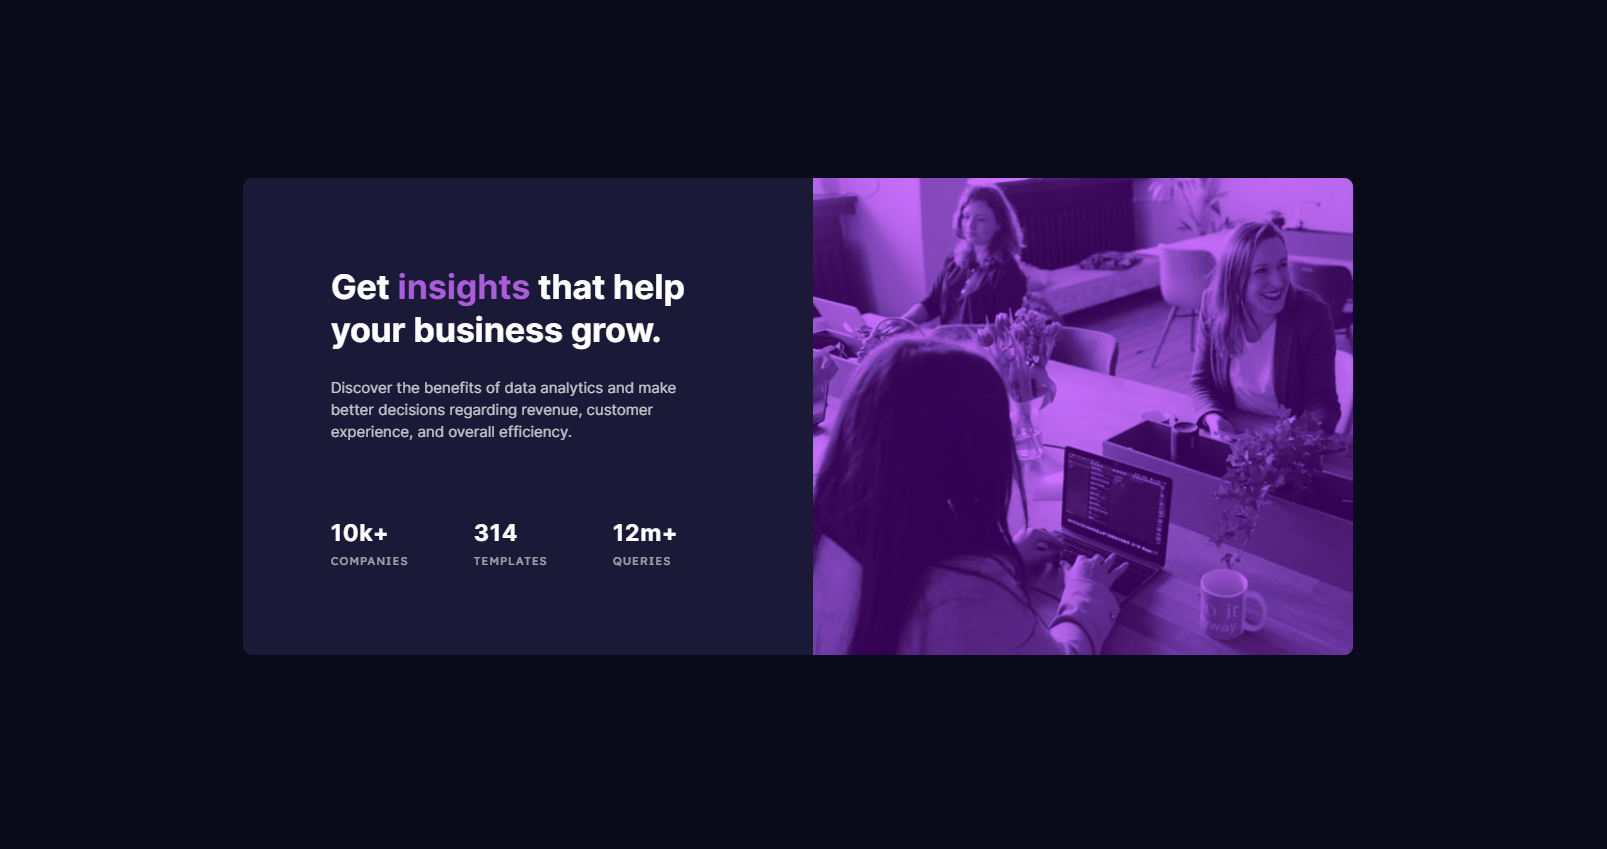 Get insights that help
your business grow.
Discover the benefits of data analytics and make
better decisions regarding revenue, customer
experience, and overall efficiency.
10k+ 314 12m+
COMPANIES TEMPLATES QUERIES